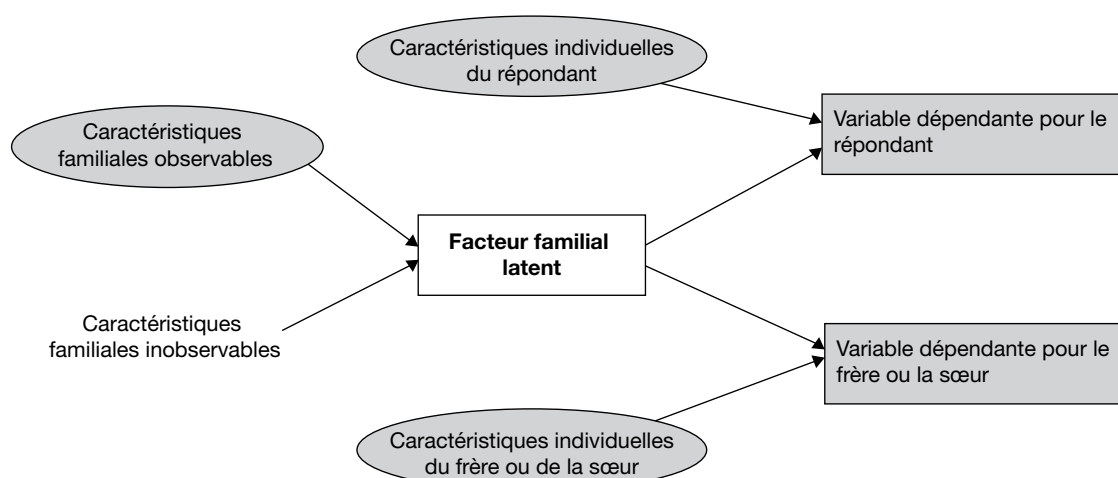 Caractéristiques individuelles
du répondant
Caractéristiques
familiales observables
Variable dépendante pour le
répondant
Facteur familial
latent
Caractéristiques
familiales inobservables
Variable dépendante pour le
frère ou la sœur
Caractéristiques individuelles
du frère ou de la sœur